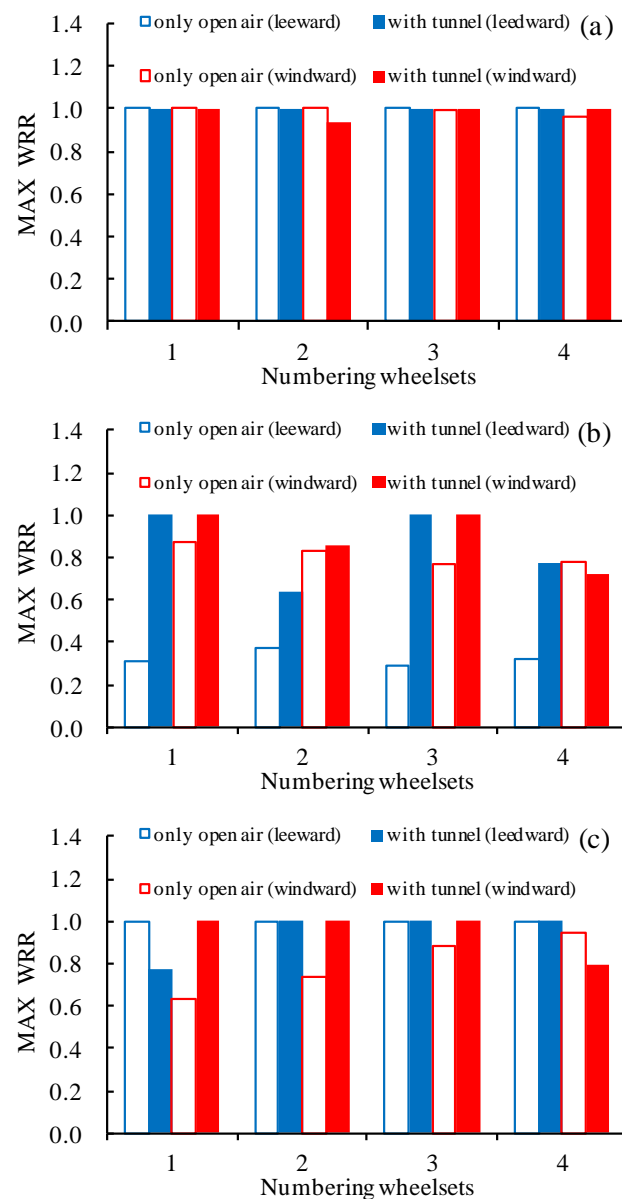 only open air (leeward) with tunnel (leedward) (a)
only open air (windward) with tunnel (windward)
1.4
1.2
1.0
0.8
0.6
0.4
0.2
0.0
MAX WRR
1 2 3 4
Numbering wheelsets
only open air (leeward) with tunnel (leedward) (b)
only open air (windward) with tunnel (windward)
1.4
1.2
1.0
0.8
0.6
0.4
0.2
0.0
MAX WRR
1 2 3 4
Numbering wheelsets
only open air (leeward) with tunnel (leedward) (c)
only open air (windward) with tunnel (windward)
1.4
1.2
1.0
0.8
0.6
0.4
0.2
0.0
MAX WRR
1 2 3 4
Numbering wheelsets